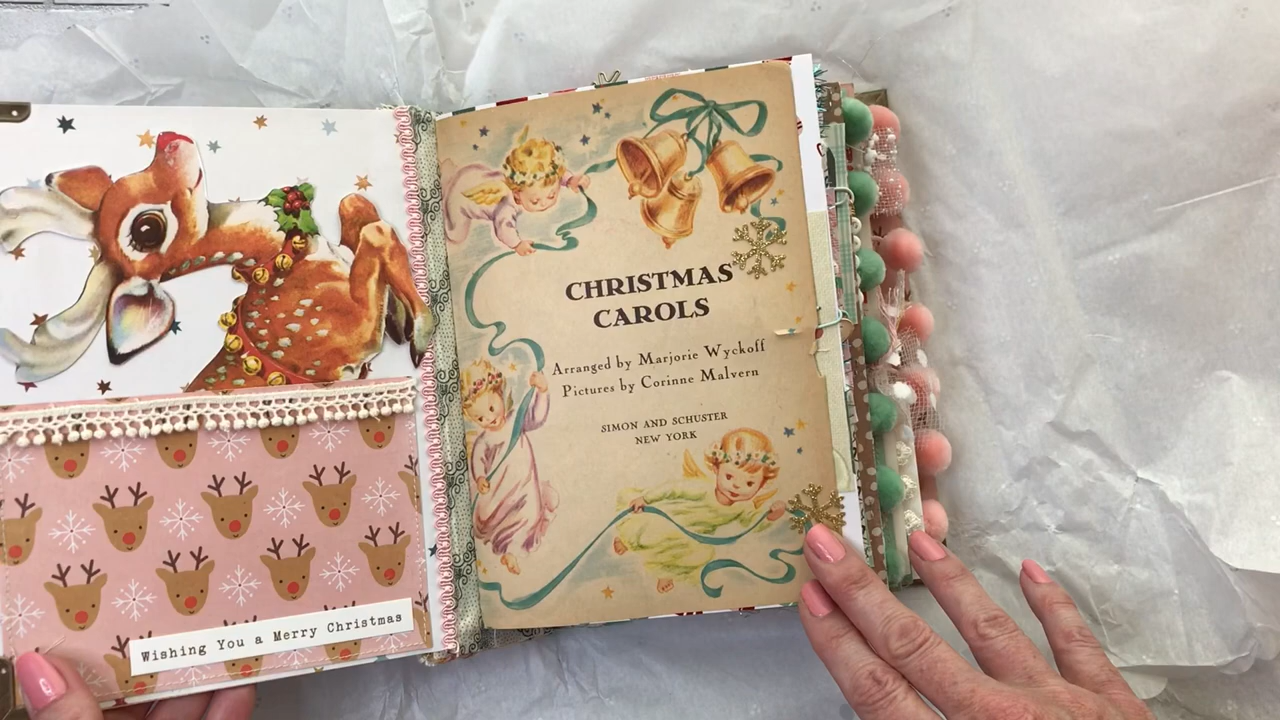 CHRISTMAS
CAROLS
Arranged by Marjorie Wyckoff
Pictures by Corinne Malvern
SIMON AND SCHUSTER
NEW YORK
Wishing You a Merry Christmas